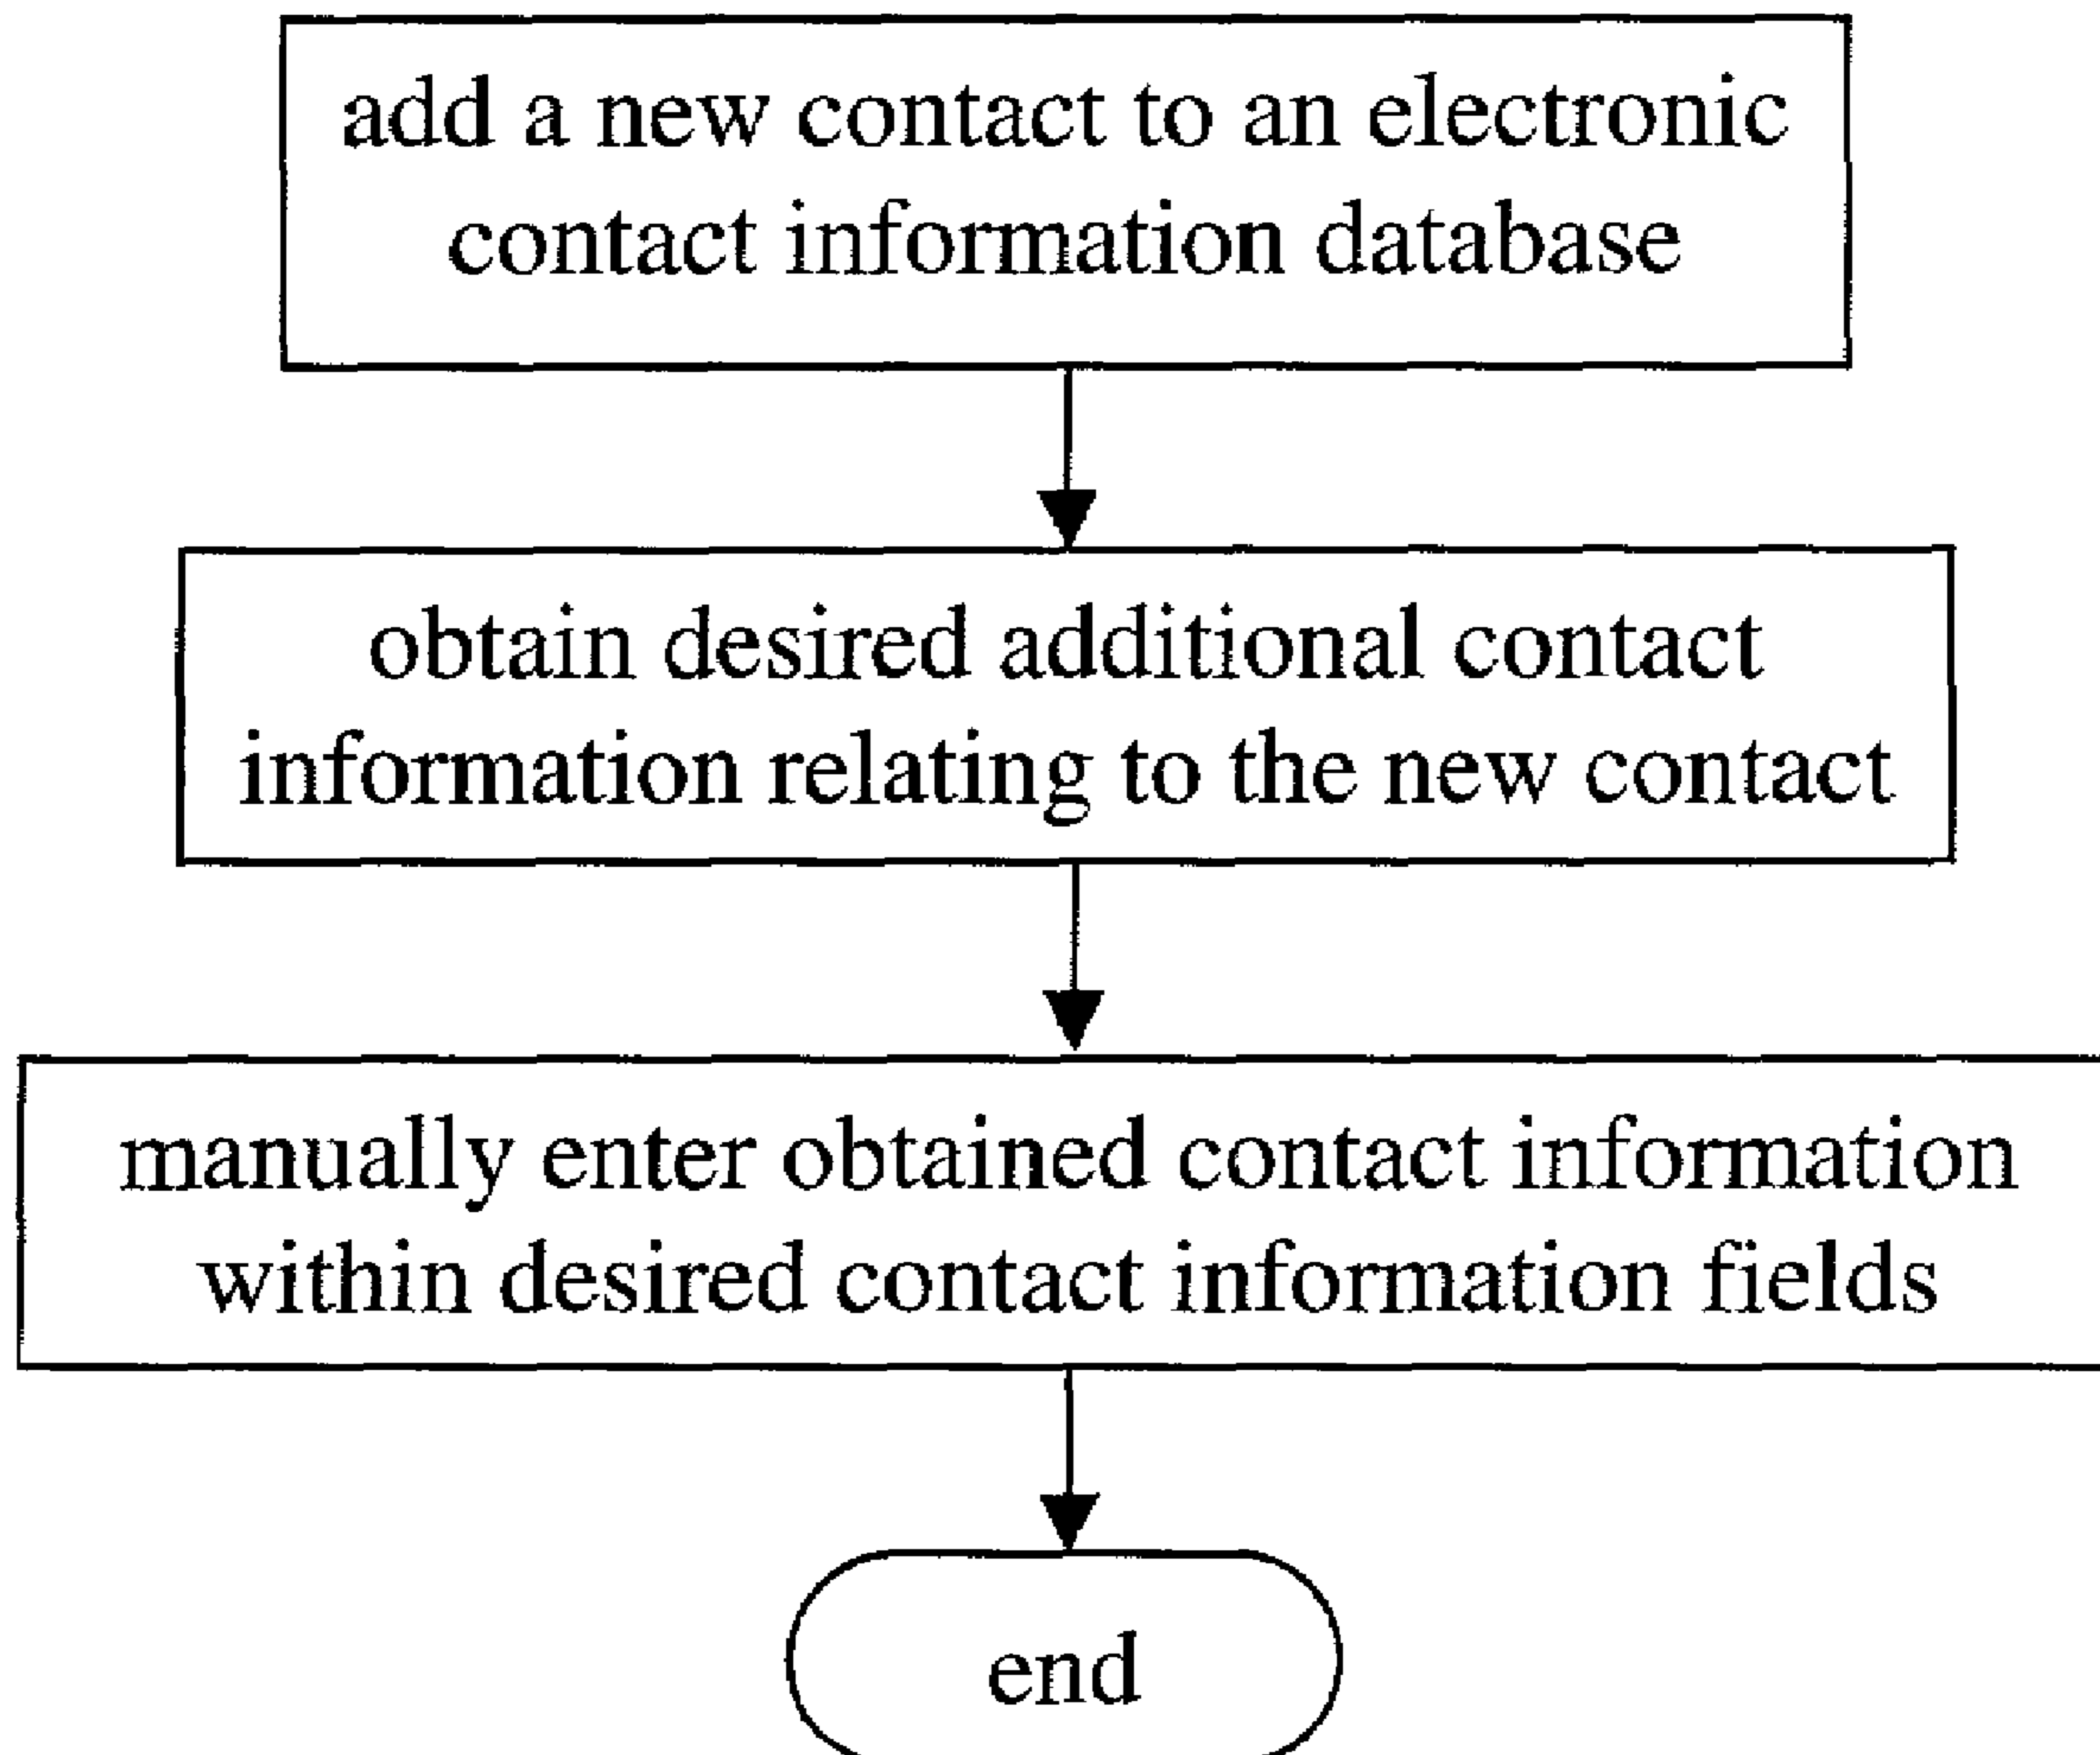 add a new contact to an electronic
contact information database
obtain desired additional contact
information relating to the new contact
manually enter obtained contact information
within desired contact information fields
end